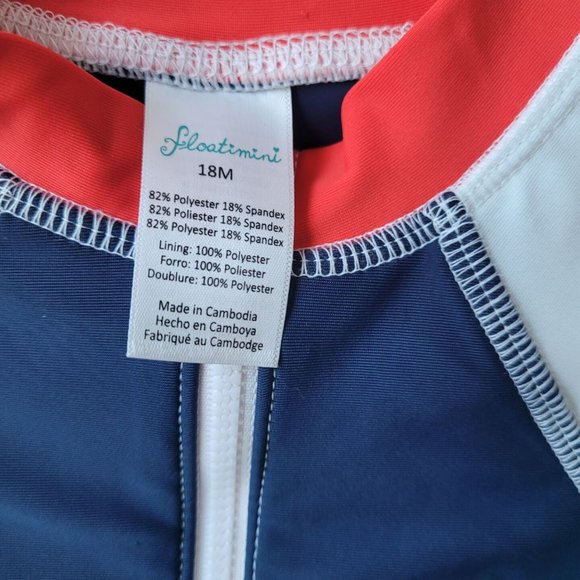 floatimini
18M
82% Polyester 18% Spandex
82% Poliester 18% Spandex
82% Polyester 18% Spandex
Lining: 100% Polyester
Forro: 100% Poliester
Doublure: 100% Polyester
Made in Cambodia
Hecho en Camboya
Fabriqué au Cambodge